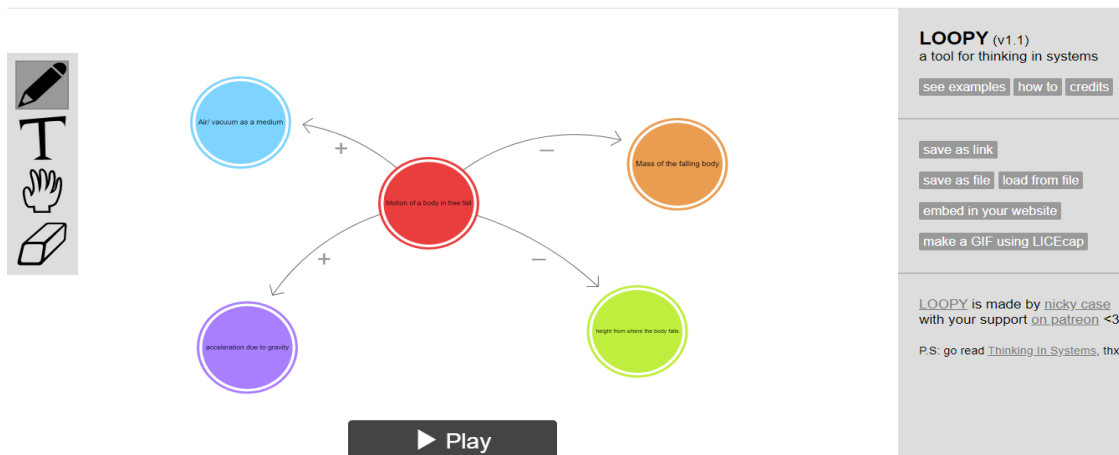 Air/ vacuum as a medium
+
–
Mass of the falling body
Motion of a body in free fall
+
–
acceleration due to gravity
height from where the body falls
Play
LOOPY (v1.1)
a tool for thinking in systems
see examples how to credits
save as link
save as file load from file
embed in your website
make a GIF using LICEcap
LOOPY is made by nicky case
with your support on patreon <3
P.S: go read Thinking In Systems, thx
T